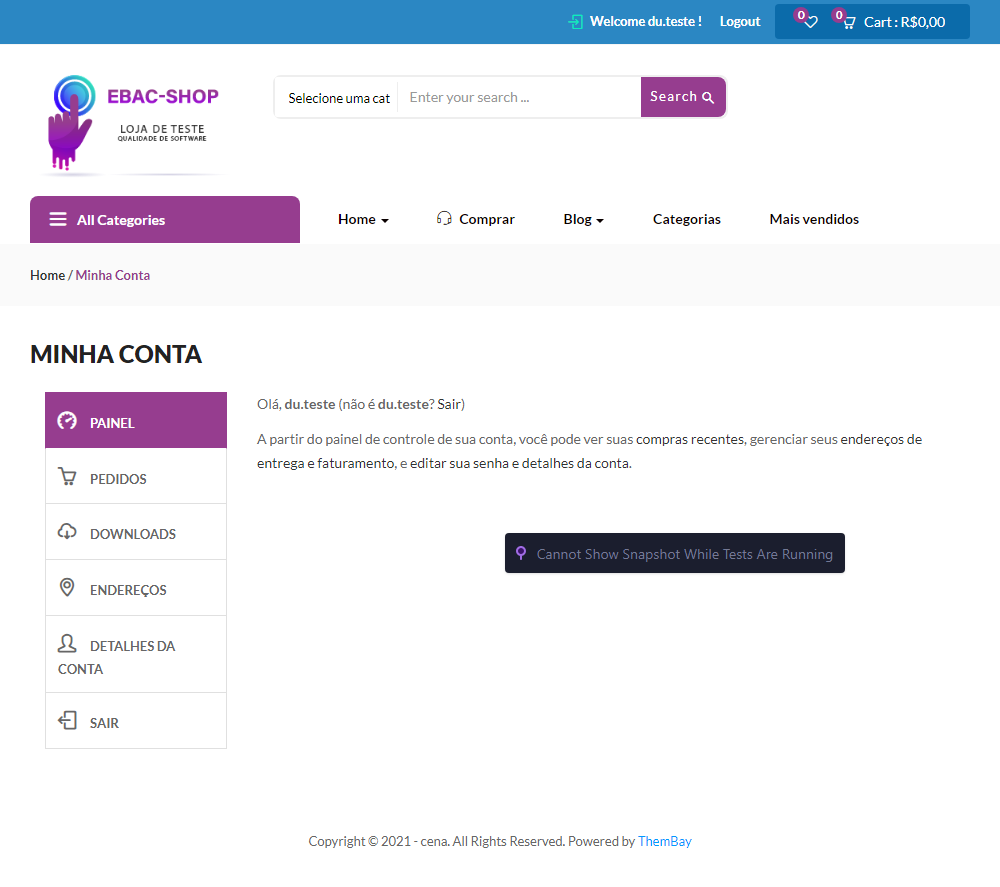 Welcome du.teste !
Logout
0
0
Cart : R$0,00
EBAC-SHOP
LOJA DE TESTE
QUALIDADE DE SOFTWARE
Selecione uma cat
Enter your search ...
Search
All Categories
Home
Comprar
Blog
Categorias
Mais vendidos
Home / Minha Conta
MINHA CONTA
PAINEL
PEDIDOS
DOWNLOADS
ENDEREÇOS
DETALHES DA
CONTA
SAIR
Olá, du.teste (não é du.teste? Sair)
A partir do painel de controle de sua conta, você pode ver suas compras recentes, gerenciar seus endereços de
entrega e faturamento, e editar sua senha e detalhes da conta.
Cannot Show Snapshot While Tests Are Running
Copyright © 2021 - cena. All Rights Reserved. Powered by ThemBay